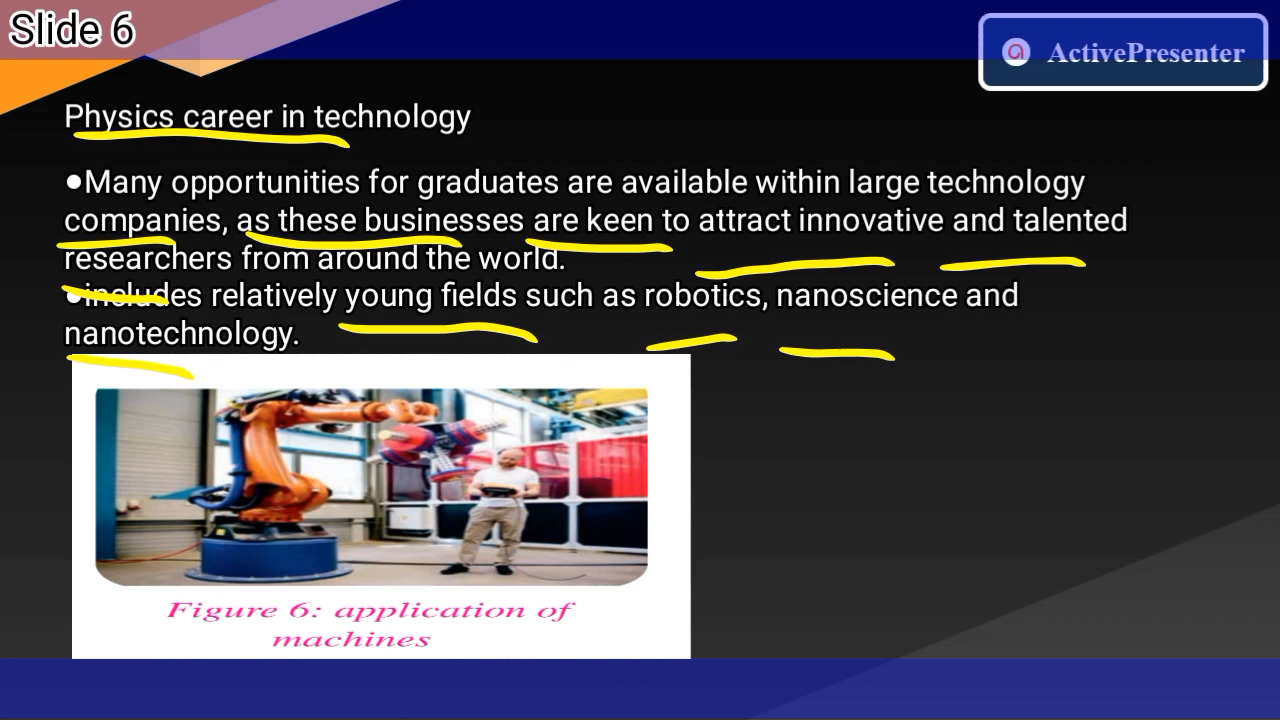 Slide 6
ActivePresenter
Physics career in technology
●Many opportunities for graduates are available within large technology
companies, as these businesses are keen to attract innovative and talented
researchers from around the world.
●includes relatively young fields such as robotics, nanoscience and
nanotechnology.
Figure 6: application of
machines